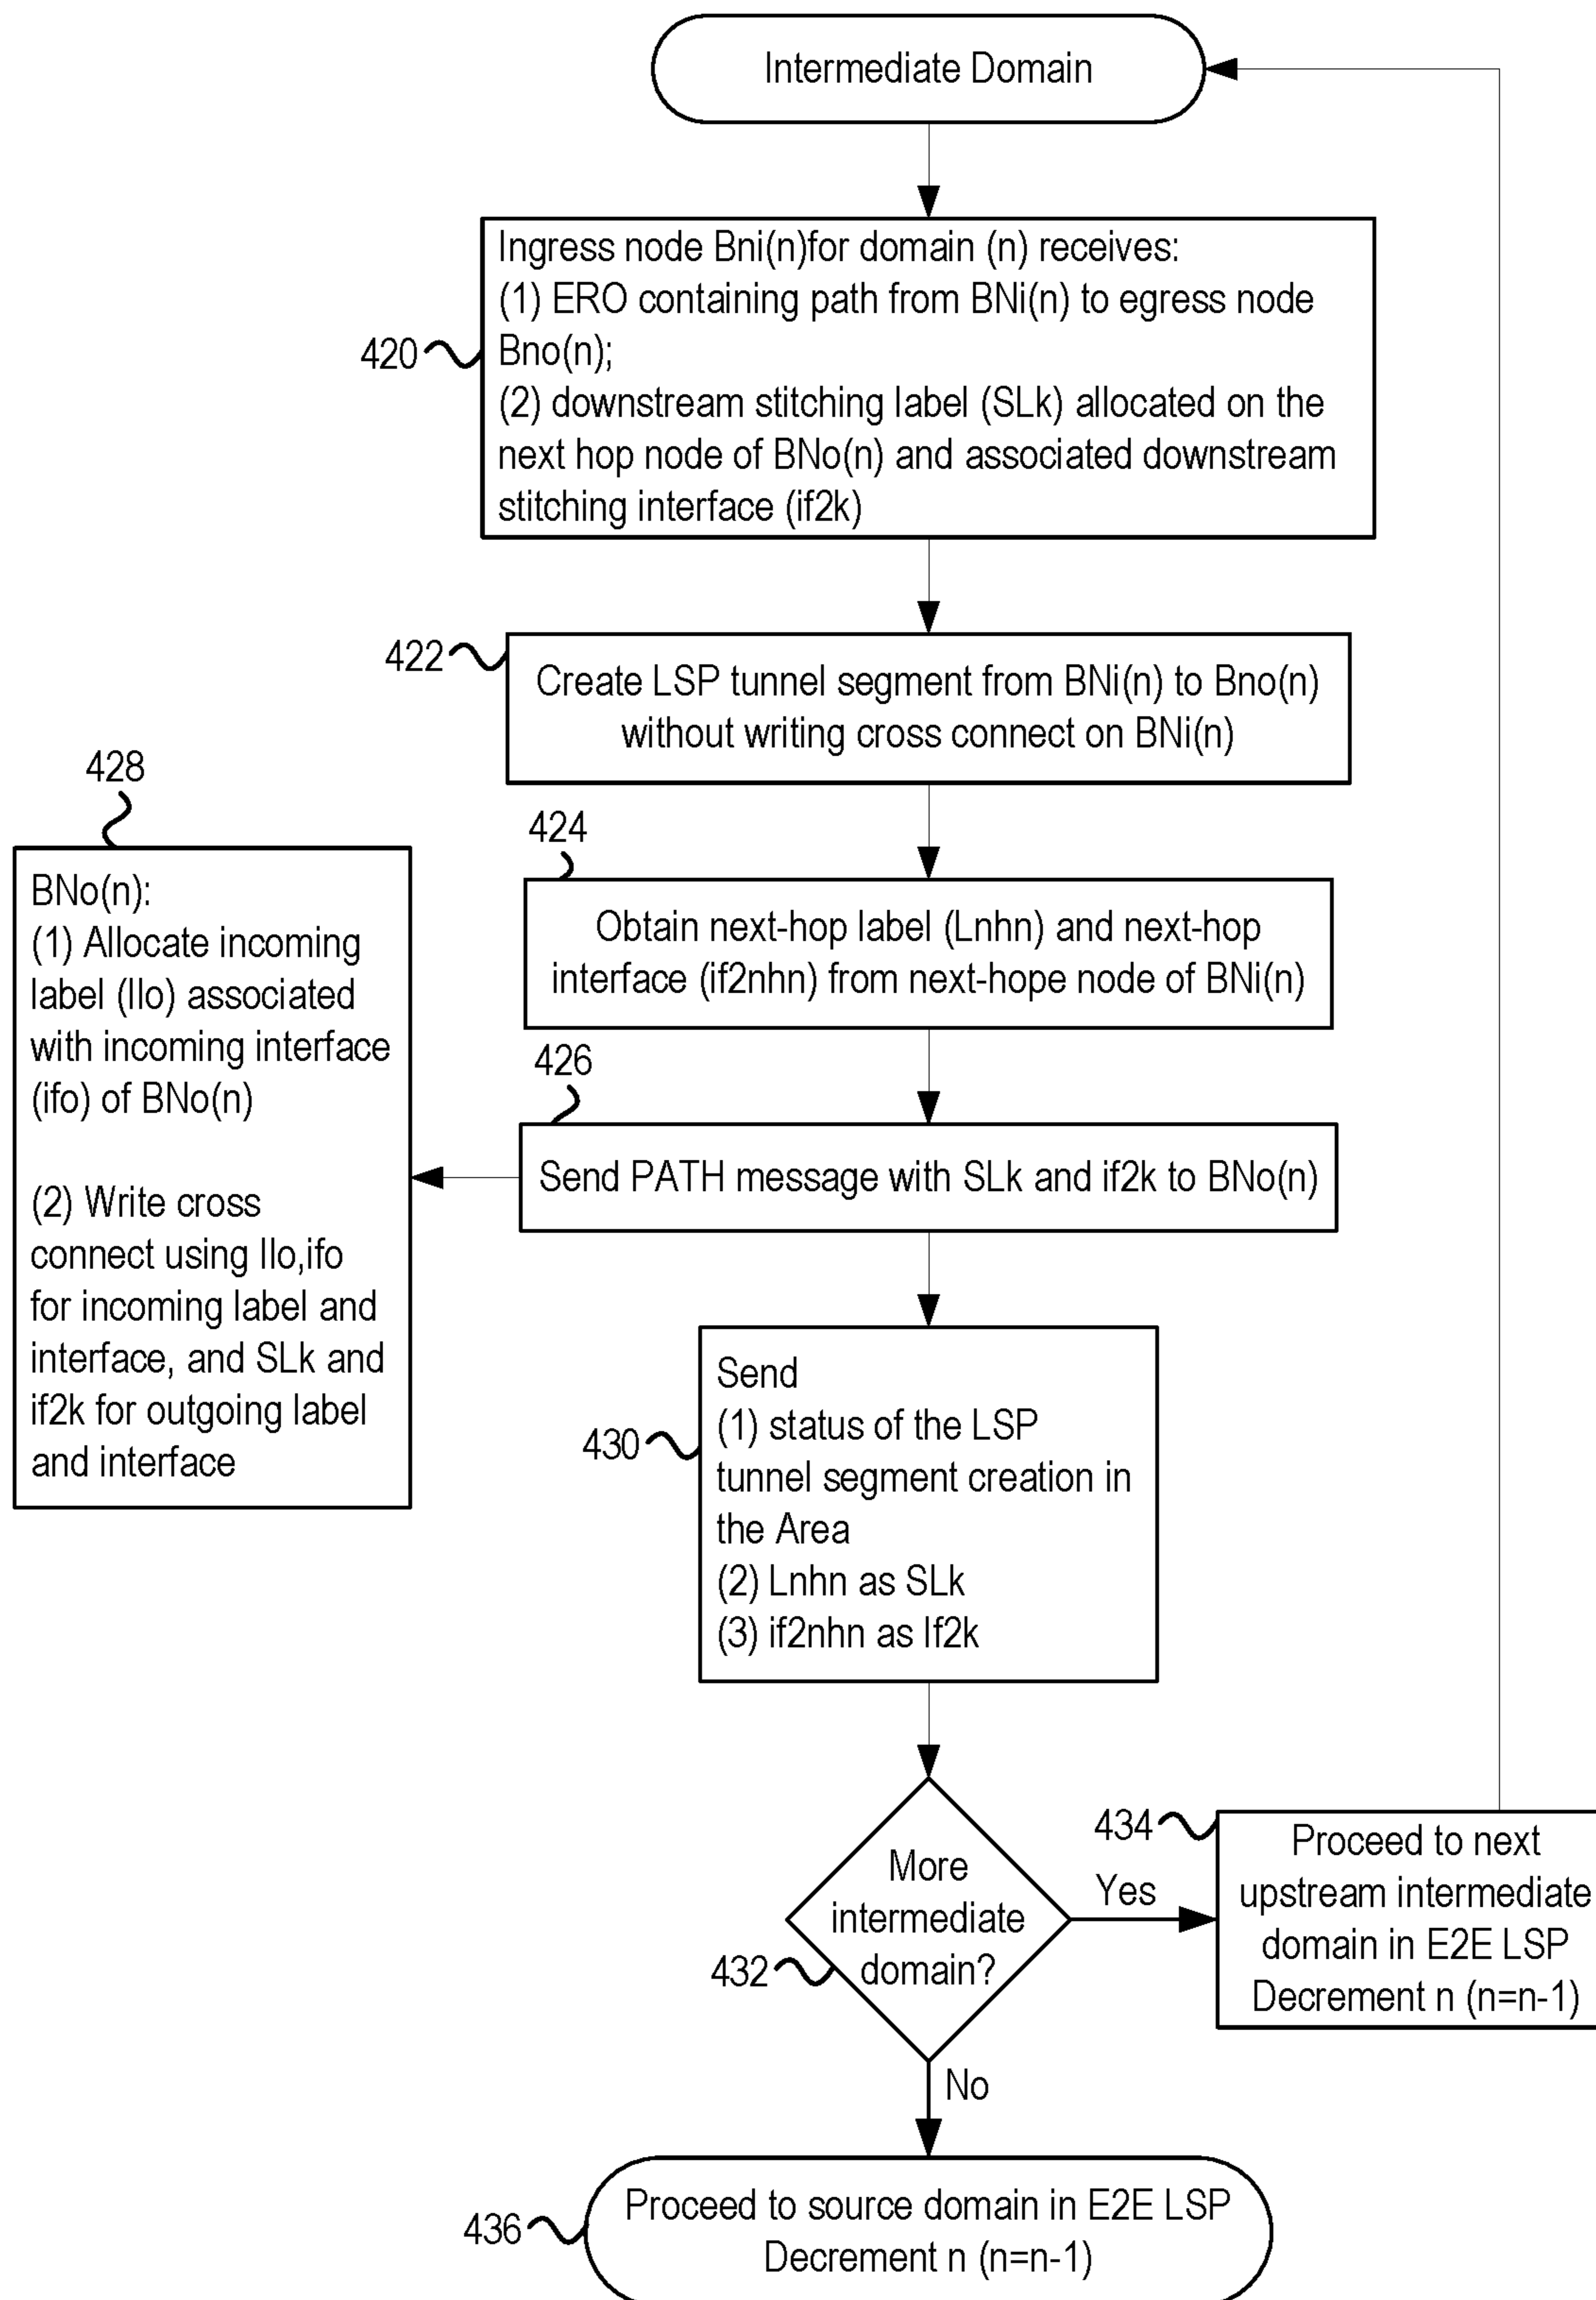 Intermediate Domain
Ingress node Bni(n)for domain (n) receives:
(1) ERO containing path from BNi(n) to egress node
Bno(n);
(2) downstream stitching label (SLk) allocated on the
next hop node of BNo(n) and associated downstream
stitching interface (if2k)
420
422
Create LSP tunnel segment from BNi(n) to Bno(n)
without writing cross connect on BNi(n)
424
Obtain next-hop label (Lnhn) and next-hop
interface (if2nhn) from next-hope node of BNi(n)
426
Send PATH message with SLk and if2k to BNo(n)
428
BNo(n):
(1) Allocate incoming
label (Ilo) associated
with incoming interface
(ifo) of BNo(n)
(2) Write cross
connect using Ilo,ifo
for incoming label and
interface, and SLk and
if2k for outgoing label
and interface
430
Send
(1) status of the LSP
tunnel segment creation in
the Area
(2) Lnhn as SLk
(3) if2nhn as If2k
432
More
intermediate
domain?
Yes
434
Proceed to next
upstream intermediate
domain in E2E LSP
Decrement n (n=n-1)
No
436
Proceed to source domain in E2E LSP
Decrement n (n=n-1)